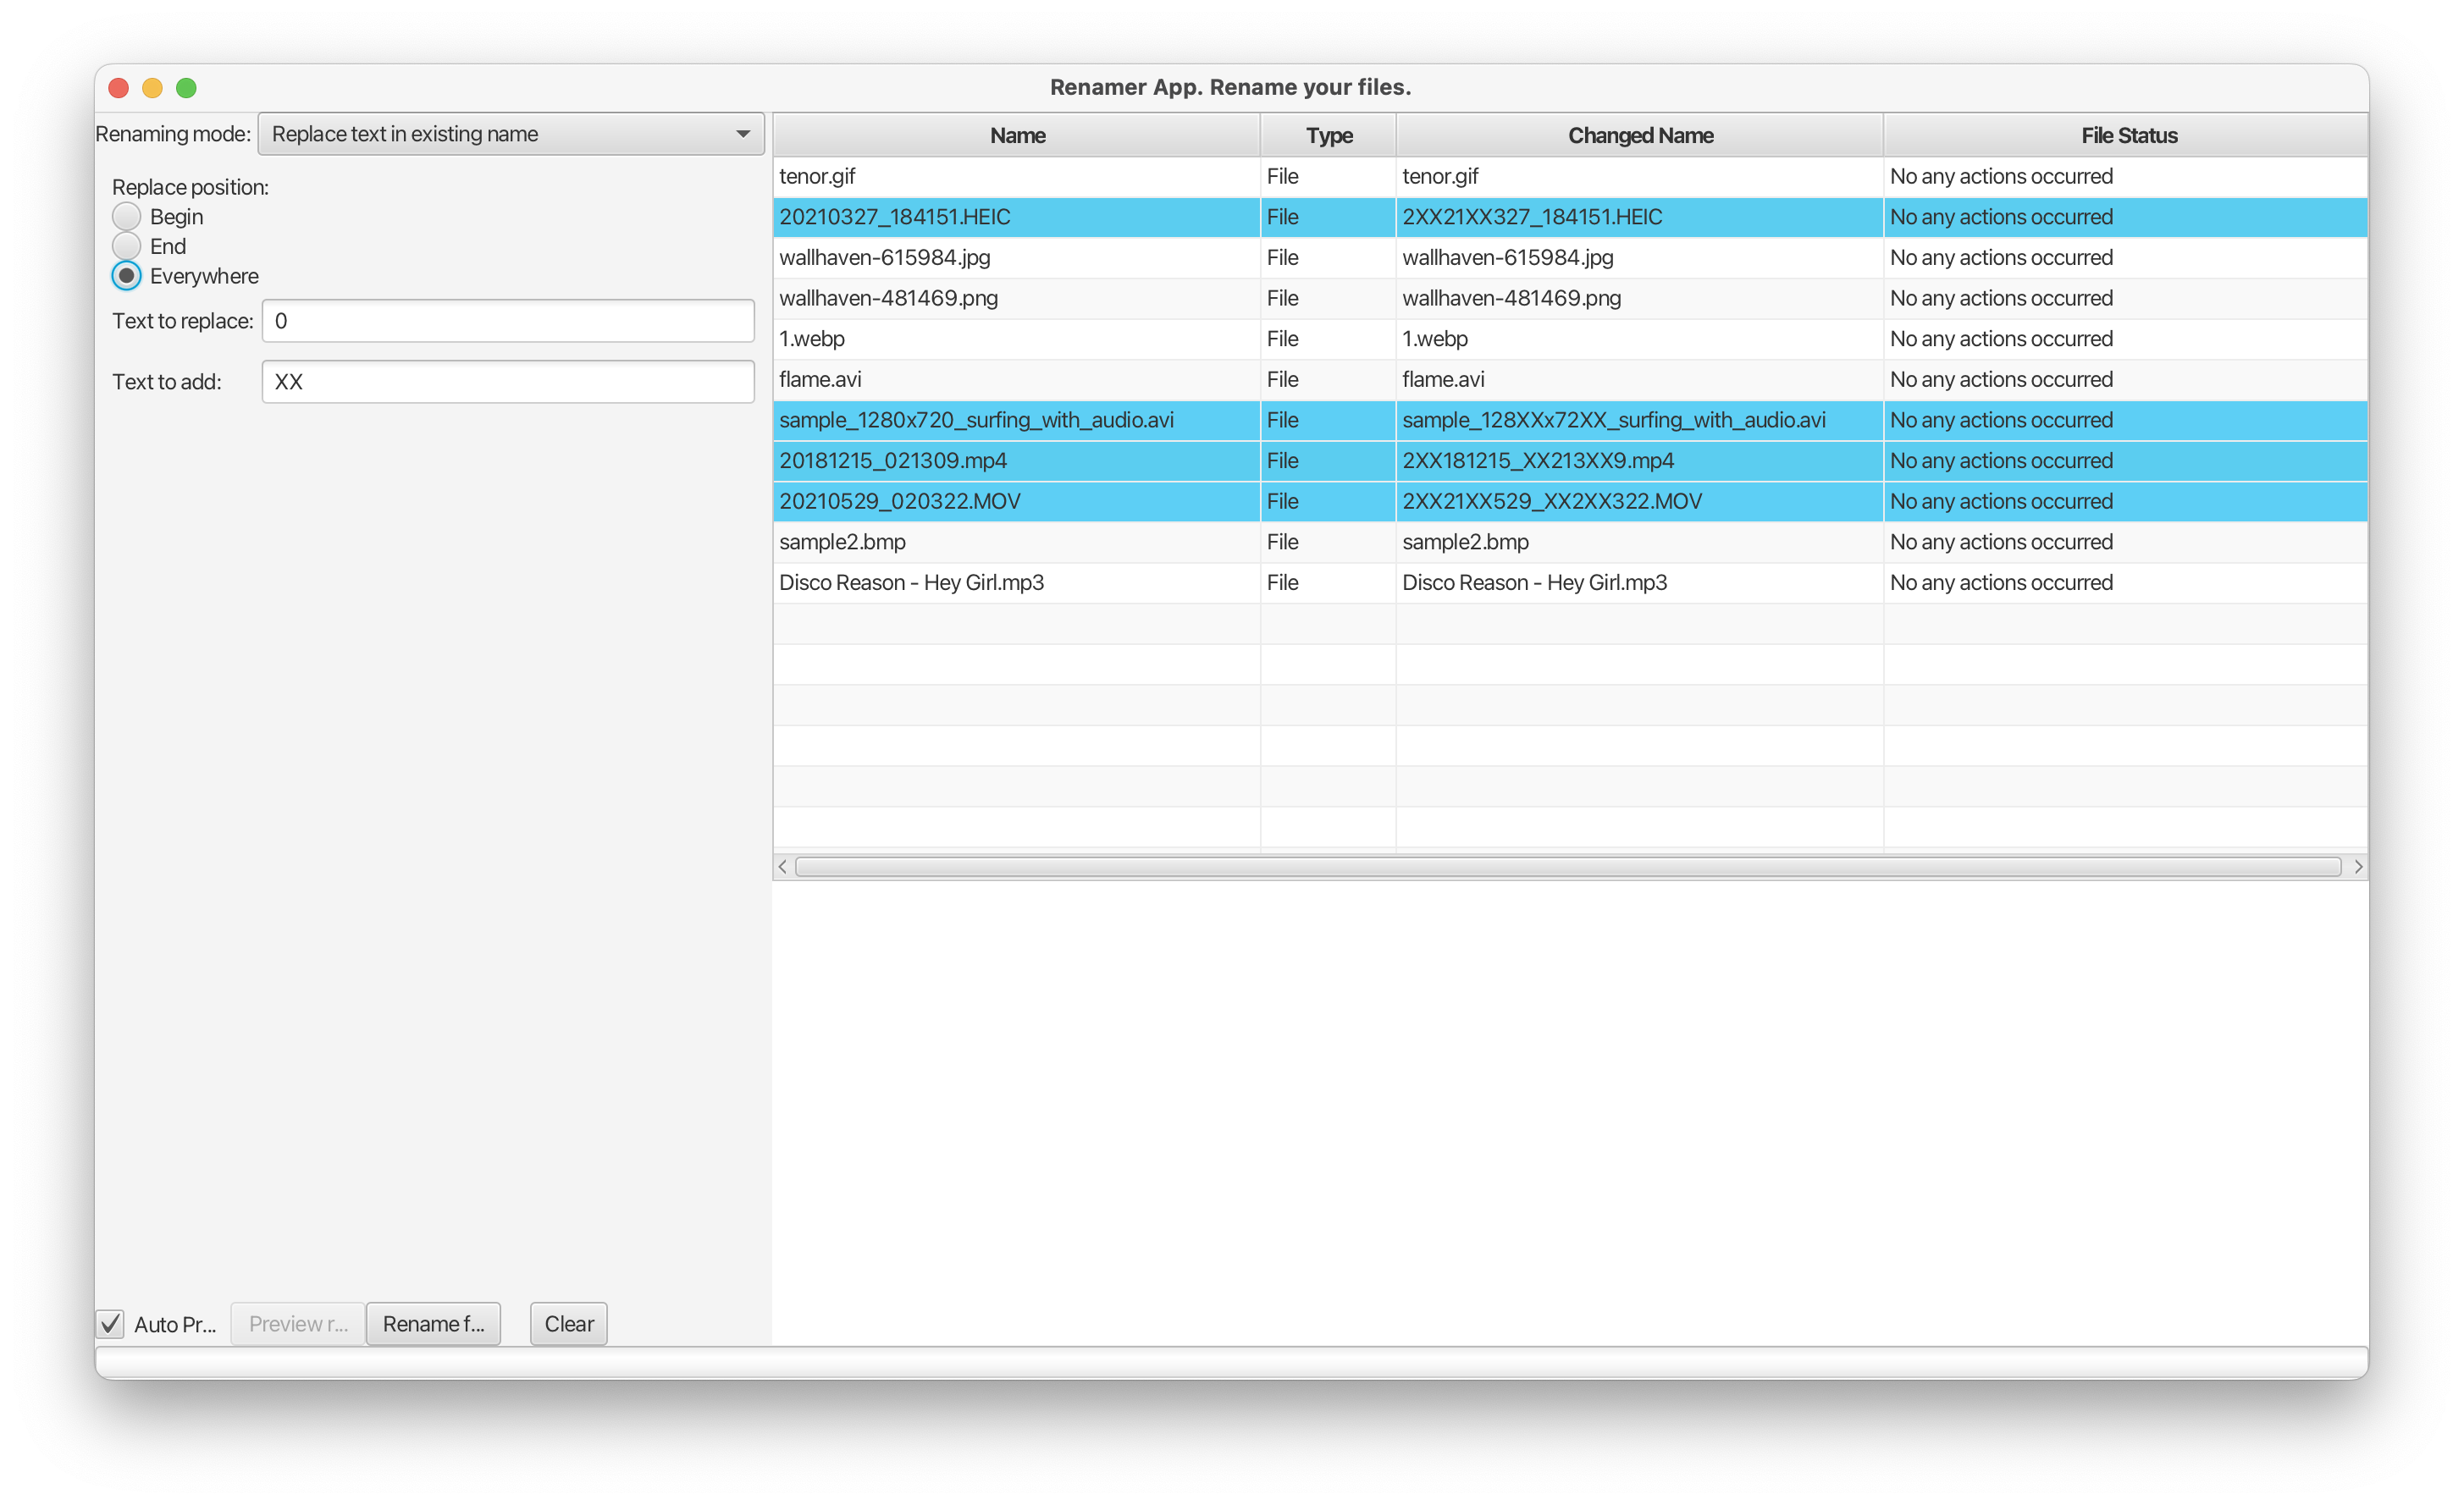 Renamer App. Rename your files.
Renaming mode: Replace text in existing name
Replace position:
Begin
End
Everywhere
Text to replace: 0
Text to add: XX
Name Type Changed Name File Status
tenor.gif File tenor.gif No any actions occurred
20210327_184151.HEIC File 2XX21XX327_184151.HEIC No any actions occurred
wallhaven-615984.jpg File wallhaven-615984.jpg No any actions occurred
wallhaven-481469.png File wallhaven-481469.png No any actions occurred
1.webp File 1.webp No any actions occurred
flame.avi File flame.avi No any actions occurred
sample_1280x720_surfing_with_audio.avi File sample_128XXx72XX_surfing_with_audio.avi No any actions occurred
20181215_021309.mp4 File 2XX181215_XX213XX9.mp4 No any actions occurred
20210529_020322.MOV File 2XX21XX529_XX2XX322.MOV No any actions occurred
sample2.bmp File sample2.bmp No any actions occurred
Disco Reason - Hey Girl.mp3 File Disco Reason - Hey Girl.mp3 No any actions occurred
Auto Pr... Preview r... Rename f... Clear